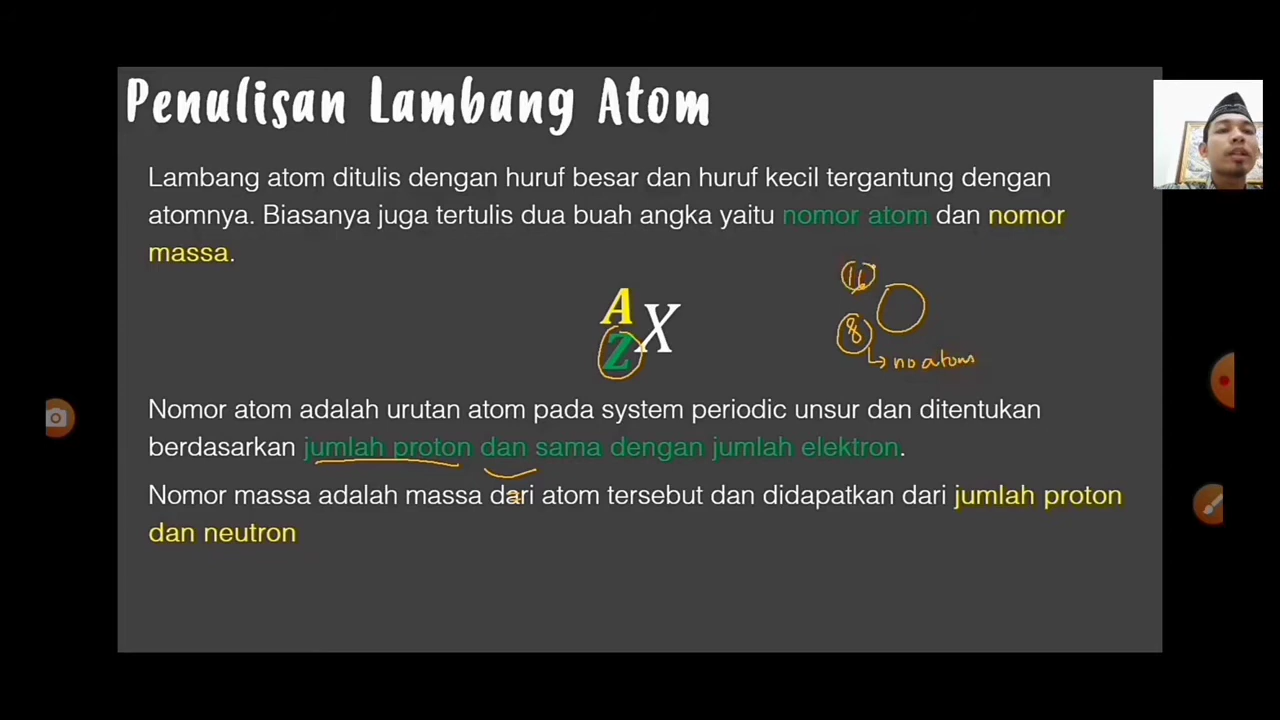 Penulisan Lambang Atom
Lambang atom ditulis dengan huruf besar dan huruf kecil tergantung dengan
atomnya. Biasanya juga tertulis dua buah angka yaitu nomor atom dan nomor
massa.
16
A
X
O
8
Z
no atom
Nomor atom adalah urutan atom pada system periodic unsur dan ditentukan
berdasarkan jumlah proton dan sama dengan jumlah elektron.
Nomor massa adalah massa dari atom tersebut dan didapatkan dari jumlah proton
dan neutron